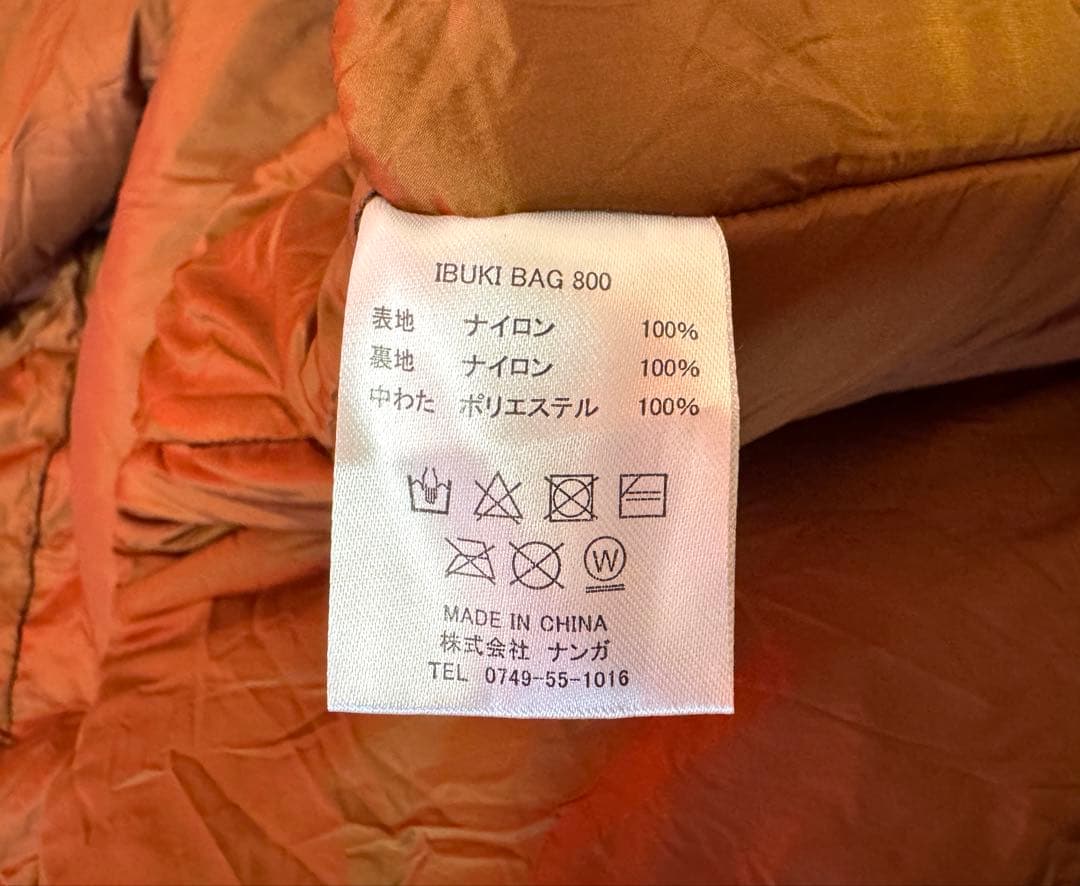 IBUKI BAG 800
表地 ナイロン 100%
裏地 ナイロン 100%
中わた ポリエステル 100%
W
MADE IN CHINA
株式会社 ナンガ
TEL 0749-55-1016